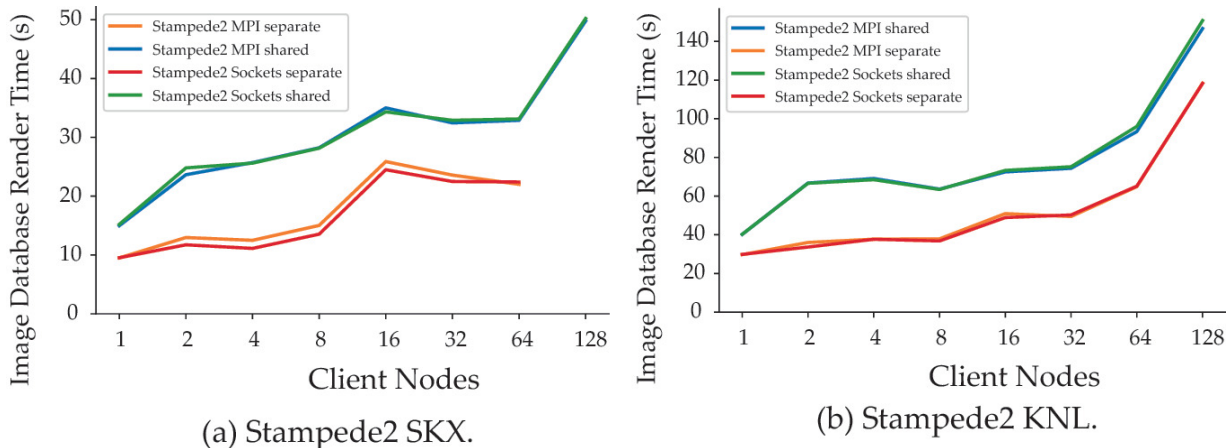 Image Database Render Time (s)
50
40
30
20
10
0
Stampede2 MPI separate
Stampede2 MPI shared
Stampede2 Sockets separate
Stampede2 Sockets shared
1 2 4 8 16 32 64 128
Client Nodes
(a) Stampede2 SKX.
Image Database Render Time (s)
140
120
100
80
60
40
20
0
Stampede2 MPI shared
Stampede2 MPI separate
Stampede2 Sockets shared
Stampede2 Sockets separate
1 2 4 8 16 32 64 128
Client Nodes
(b) Stampede2 KNL.